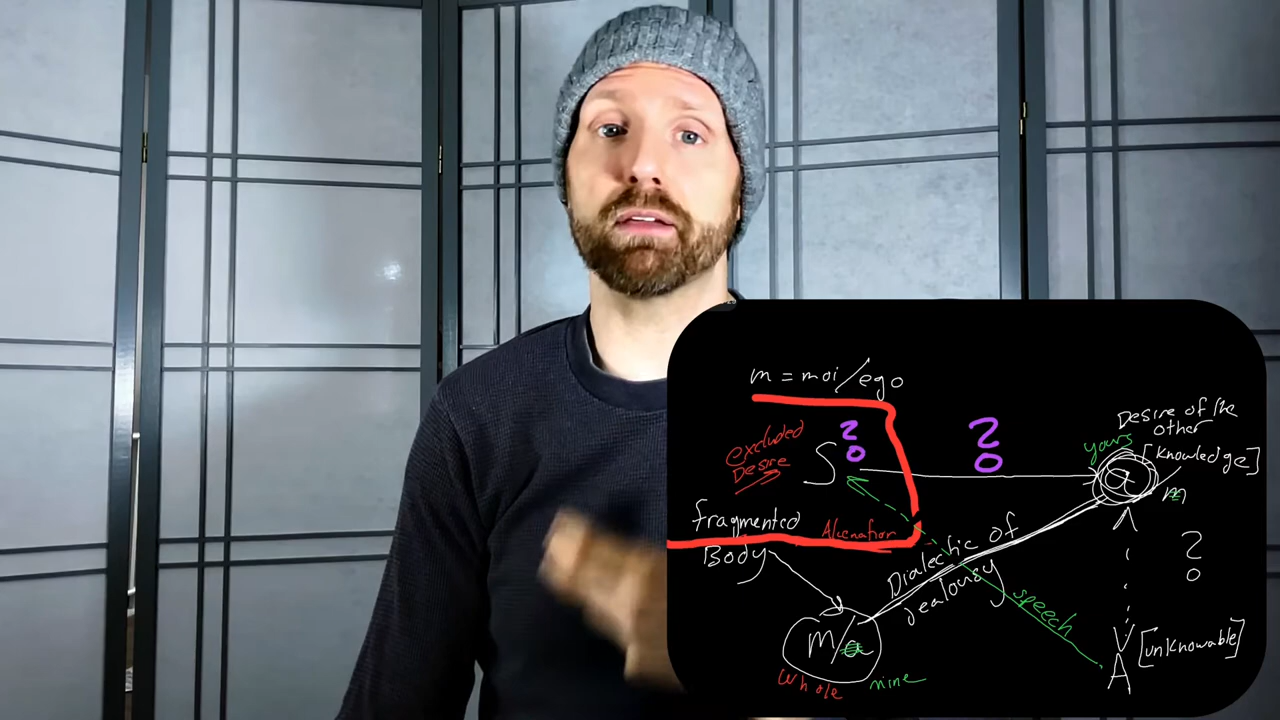 m = moi/ego
Desire of the
other
yours
[Knowledge]
excluded
Desire
S
?
?
a
m
fragmented
Body
Alienation
Dialectic of
jealousy
?
speech
m/a
[unknowable]
A
whole
mine